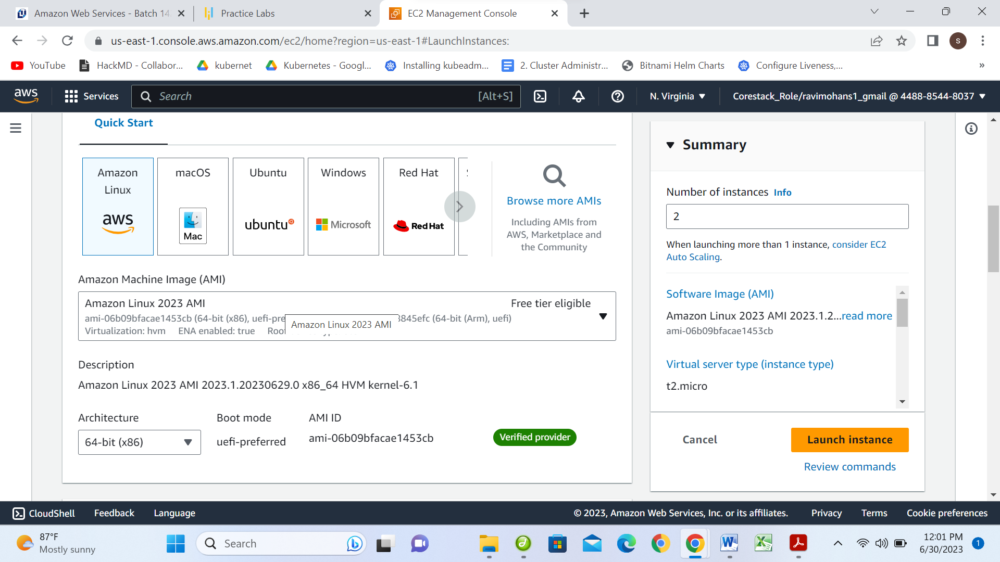 Amazon Web Services - Batch 14
Practice Labs
EC2 Management Console
us-east-1.console.aws.amazon.com/ec2/home?region=us-east-1#LaunchInstances:
S
YouTube
HackMD - Collabor...
kubernet
Kubernetes - Googl...
Installing kubeadm...
2. Cluster Administr...
Bitnami Helm Charts
Configure Liveness,...
»
aws
Services
Search
[Alt+S]
N. Virginia
Corestack_Role/ravimohans1_gmail @ 4488-8544-8037
Quick Start
Amazon
Linux
aws
macOS
Mac
Ubuntu
ubuntu
Windows
Microsoft
Red Hat
Red Hat
Browse more AMIs
Including AMIs from
AWS, Marketplace and
the Community
Amazon Machine Image (AMI)
Amazon Linux 2023 AMI
Free tier eligible
ami-06b09bfacae1453cb (64-bit (x86), uefi-pre 3845efc (64-bit (Arm), uefi)
Amazon Linux 2023 AMI
Virtualization: hvm ENA enabled: true Root
Description
Amazon Linux 2023 AMI 2023.1.20230629.0 x86_64 HVM kernel-6.1
Architecture
Boot mode
AMI ID
64-bit (x86)
uefi-preferred
ami-06b09bfacae1453cb
Verified provider
Summary
Number of instances Info
2
When launching more than 1 instance, consider EC2
Auto Scaling.
Software Image (AMI)
Amazon Linux 2023 AMI 2023.1.2...read more
ami-06b09bfacae1453cb
Virtual server type (instance type)
t2.micro
Cancel
Launch instance
Review commands
CloudShell
Feedback
Language
© 2023, Amazon Web Services, Inc. or its affiliates.
Privacy
Terms
Cookie preferences
87°F
Mostly sunny
Search
12:01 PM
6/30/2023
1